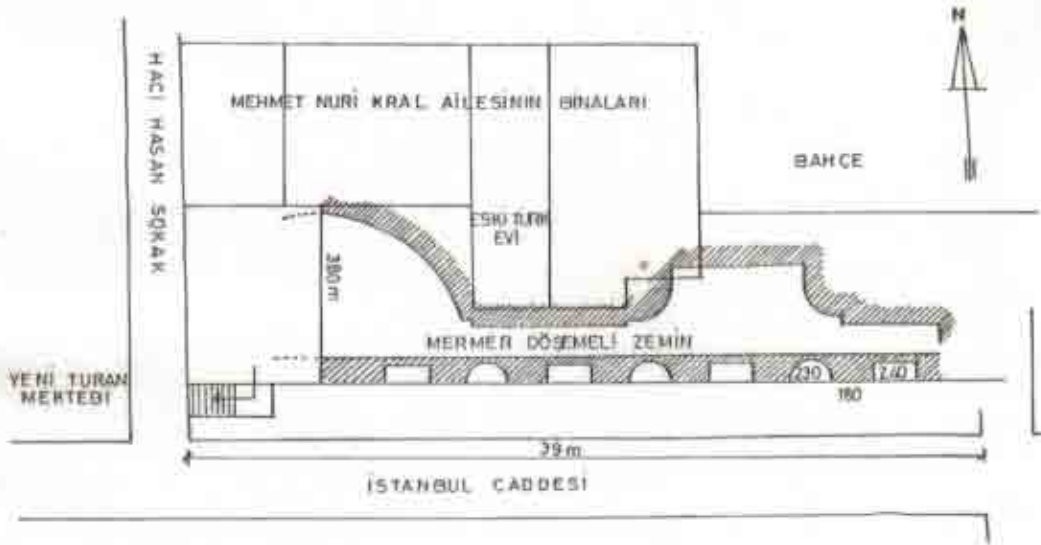 N
HACI HASAN SOKAK
MEHMET NURİ KRAL AİLESİNİN BİNALARI
BAHÇE
ESKİ TÜRK
EVİ
380 m
MERMER DÖŞEMELİ ZEMİN
YENİ TURAN
MEKTEBİ
230
240
180
39 m
İSTANBUL CADDESİ